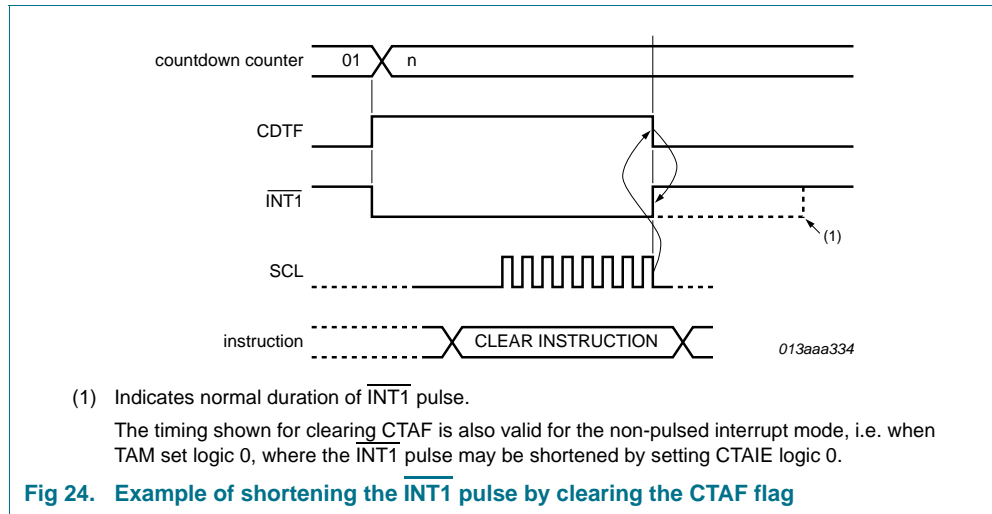 countdown counter 01 n
CDTF
INT1
(1)
SCL
instruction CLEAR INSTRUCTION
013aaa334
(1) Indicates normal duration of INT1 pulse.
The timing shown for clearing CTAF is also valid for the non-pulsed interrupt mode, i.e. when
TAM set logic 0, where the INT1 pulse may be shortened by setting CTAIE logic 0.
Fig 24. Example of shortening the INT1 pulse by clearing the CTAF flag